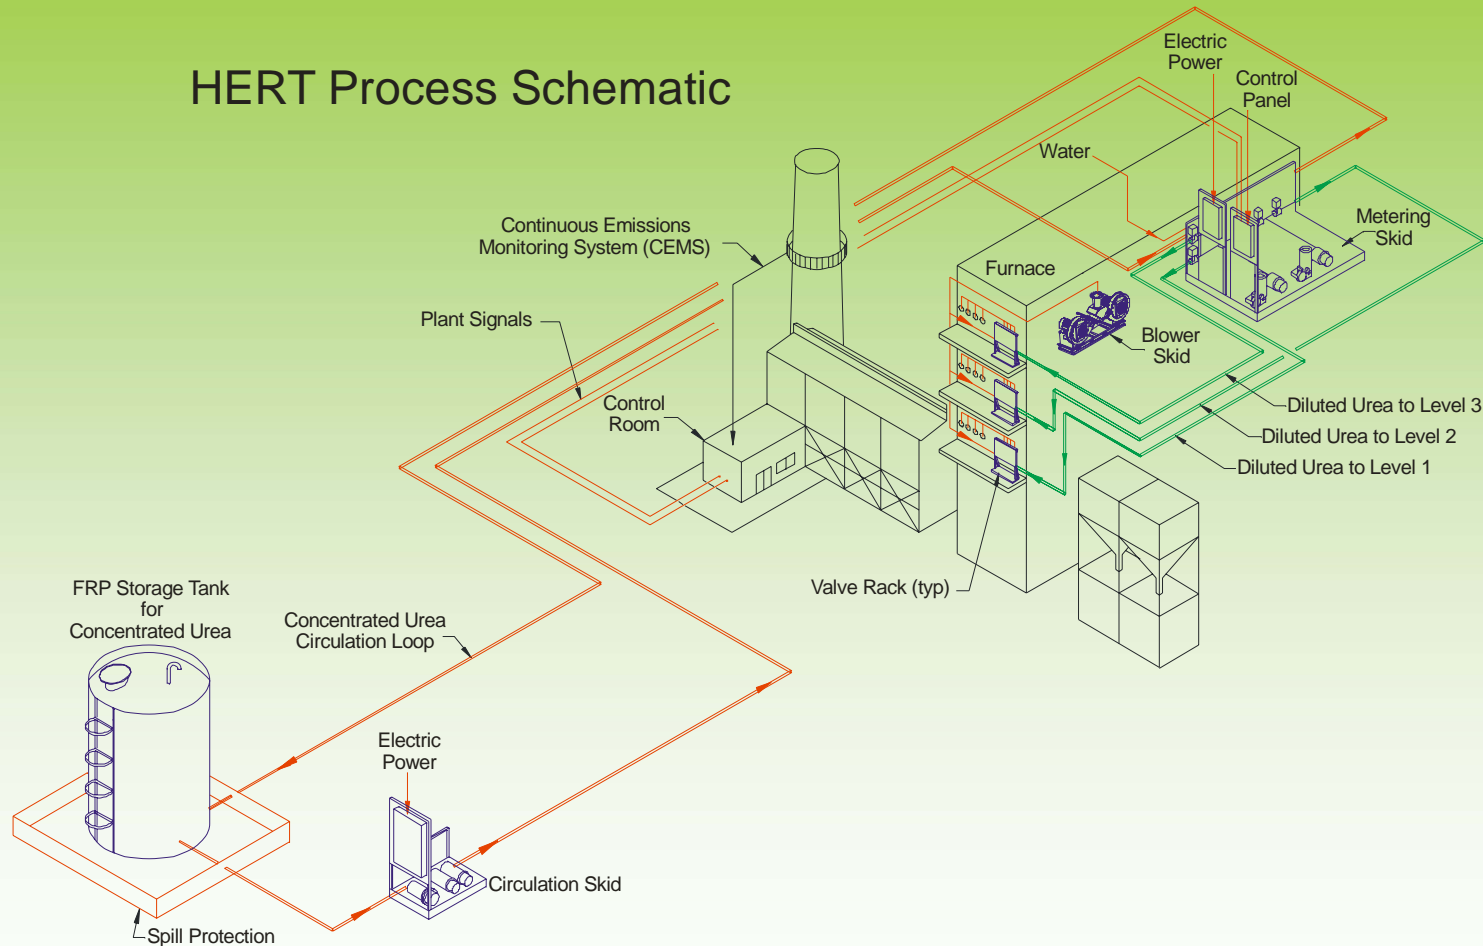 HERT Process Schematic
Electric
Power
Control
Panel
Water
Continuous Emissions
Monitoring System (CEMS)
Metering
Skid
Furnace
Plant Signals
Blower
Skid
Control
Room
Diluted Urea to Level 3
Diluted Urea to Level 2
Diluted Urea to Level 1
FRP Storage Tank
for
Concentrated Urea
Concentrated Urea
Circulation Loop
Valve Rack (typ)
Electric
Power
Circulation Skid
Spill Protection